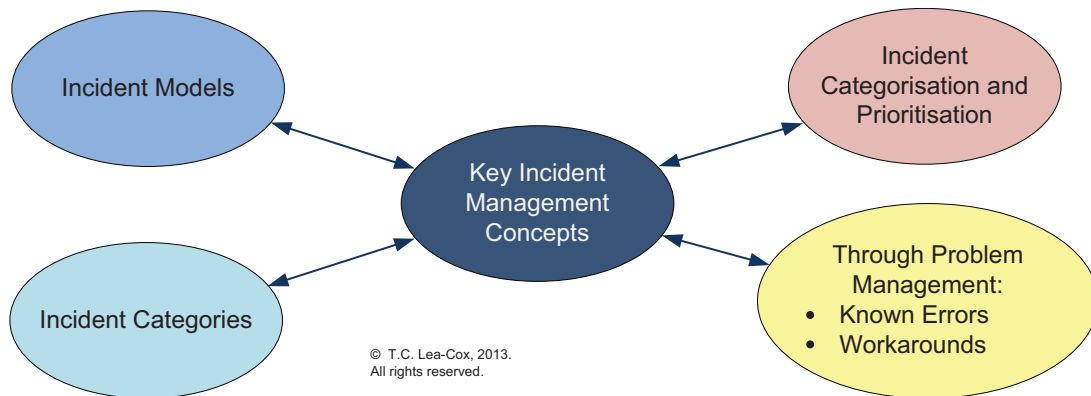 Incident Models
Incident
Categorisation and
Prioritisation
Key Incident
Management
Concepts
Incident Categories
Through Problem
Management:
• Known Errors
• Workarounds
© T.C. Lea-Cox, 2013.
All rights reserved.